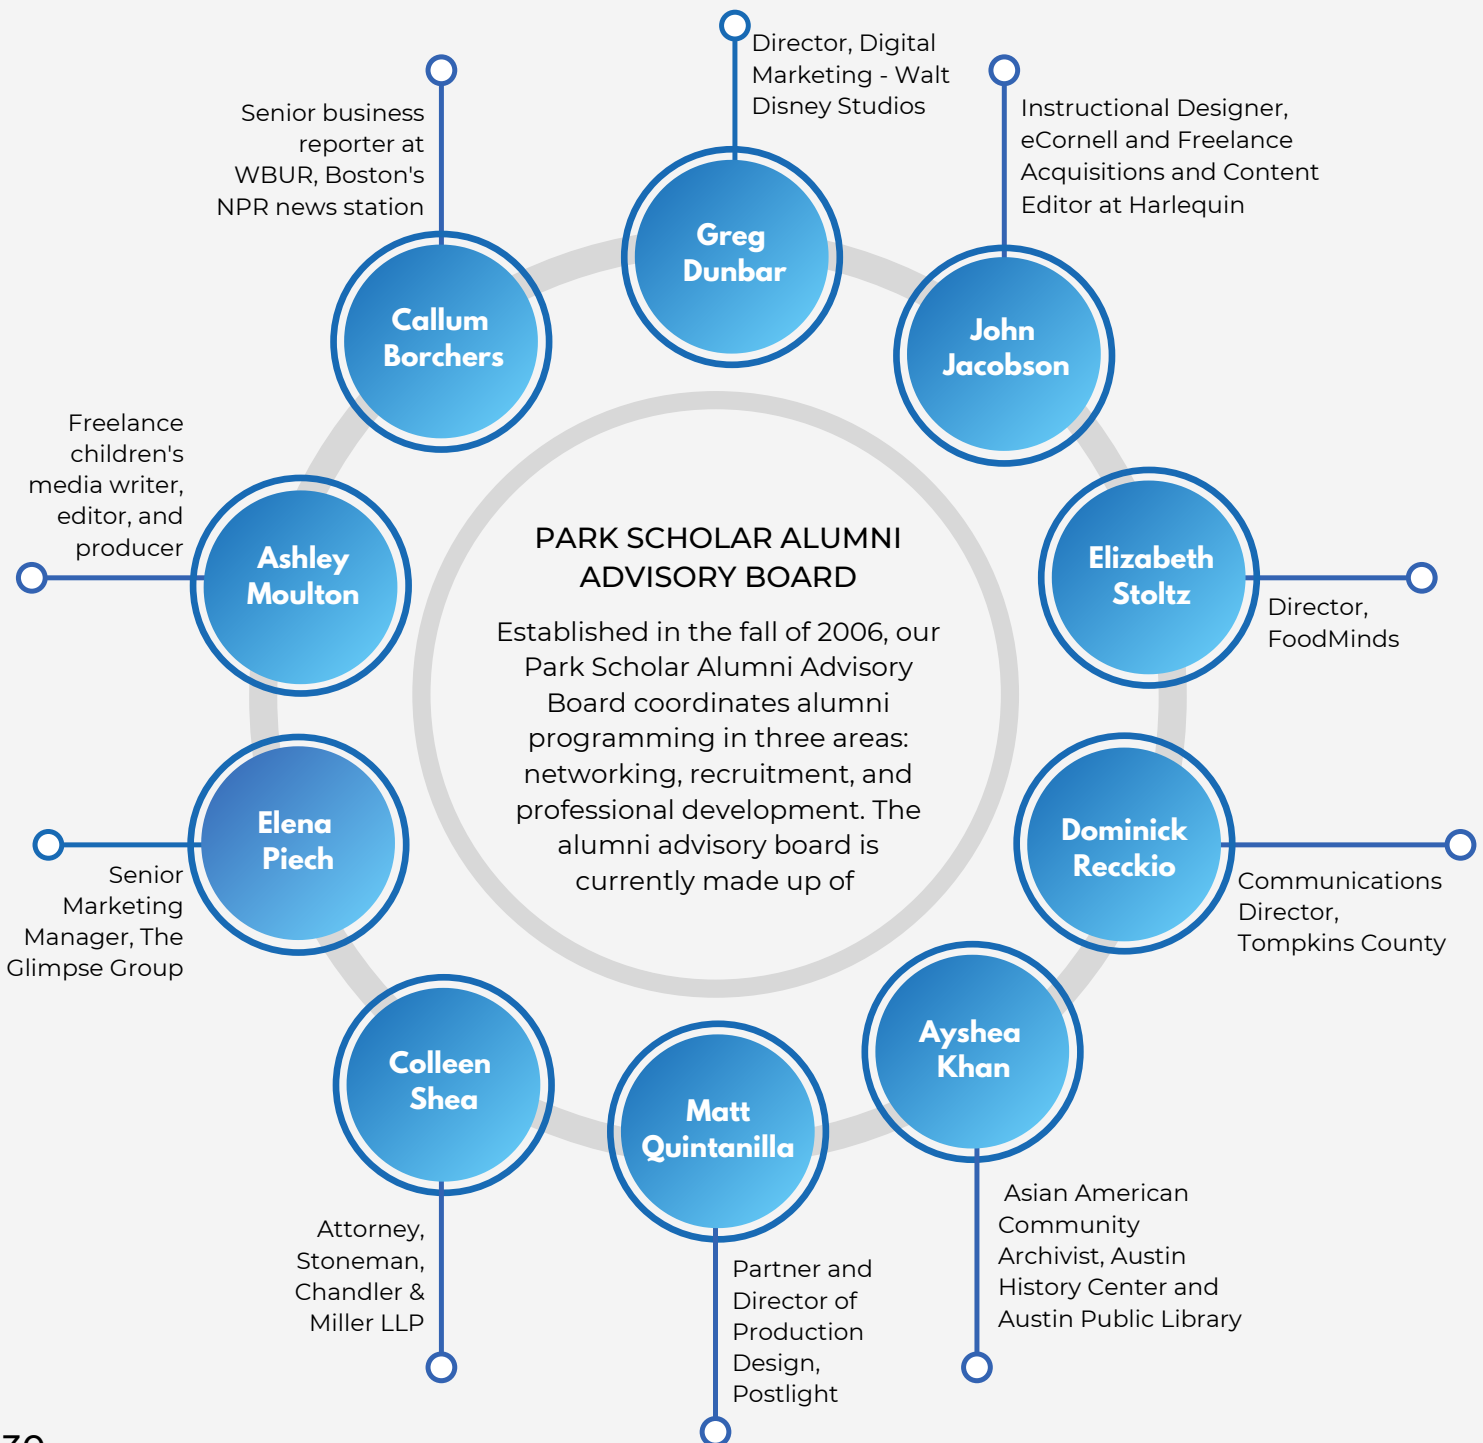 Director, Digital
Marketing - Walt
Disney Studios
Senior business
reporter at
WBUR, Boston's
NPR news station
Instructional Designer,
eCornell and Freelance
Acquisitions and Content
Editor at Harlequin
Greg
Dunbar
Callum
Borchers
John
Jacobson
Freelance
children's
media writer,
editor, and
producer
Ashley
Moulton
PARK SCHOLAR ALUMNI
ADVISORY BOARD
Established in the fall of 2006, our
Park Scholar Alumni Advisory
Board coordinates alumni
programming in three areas:
networking, recruitment, and
professional development. The
alumni advisory board is
currently made up of
Elizabeth
Stoltz
Director,
FoodMinds
Elena
Piech
Senior
Marketing
Manager, The
Glimpse Group
Dominick
Recckio
Communications
Director,
Tompkins County
Colleen
Shea
Matt
Quintanilla
Ayshea
Khan
Attorney,
Stoneman,
Chandler &
Miller LLP
Partner and
Director of
Production
Design,
Postlight
Asian American
Community
Archivist, Austin
History Center and
Austin Public Library